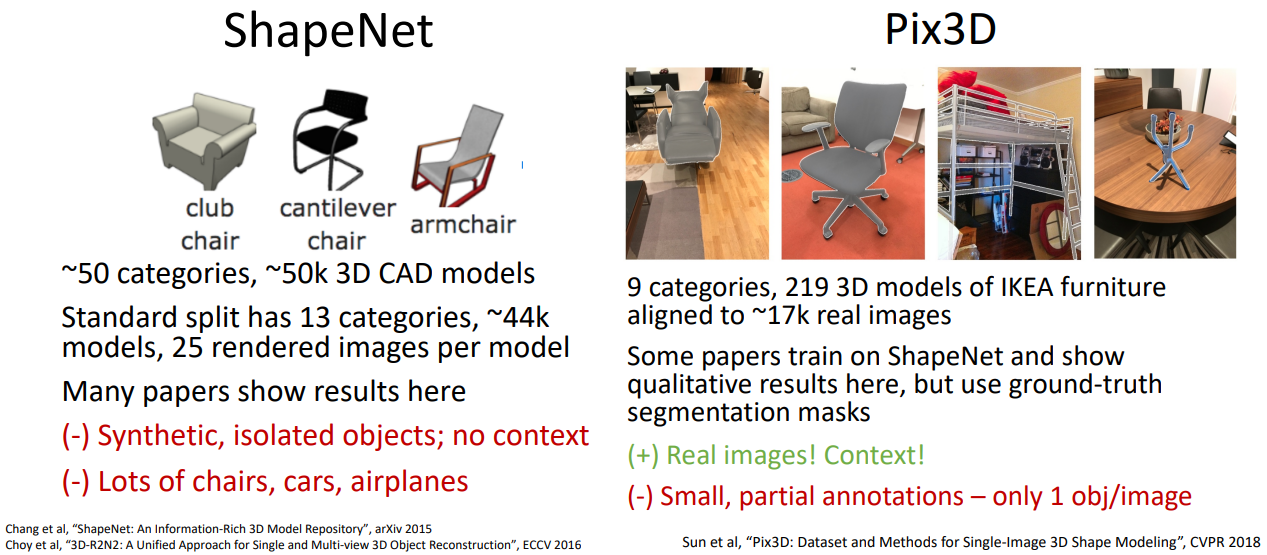 ShapeNet
club
chair
cantilever
chair
armchair
~50 categories, ~50k 3D CAD models
Standard split has 13 categories, ~44k
models, 25 rendered images per model
Many papers show results here
(-) Synthetic, isolated objects; no context
(-) Lots of chairs, cars, airplanes
Chang et al, “ShapeNet: An Information-Rich 3D Model Repository”, arXiv 2015
Choy et al, “3D-R2N2: A Unified Approach for Single and Multi-view 3D Object Reconstruction”, ECCV 2016
Pix3D
9 categories, 219 3D models of IKEA furniture
aligned to ~17k real images
Some papers train on ShapeNet and show
qualitative results here, but use ground-truth
segmentation masks
(+) Real images! Context!
(-) Small, partial annotations – only 1 obj/image
Sun et al, “Pix3D: Dataset and Methods for Single-Image 3D Shape Modeling”, CVPR 2018